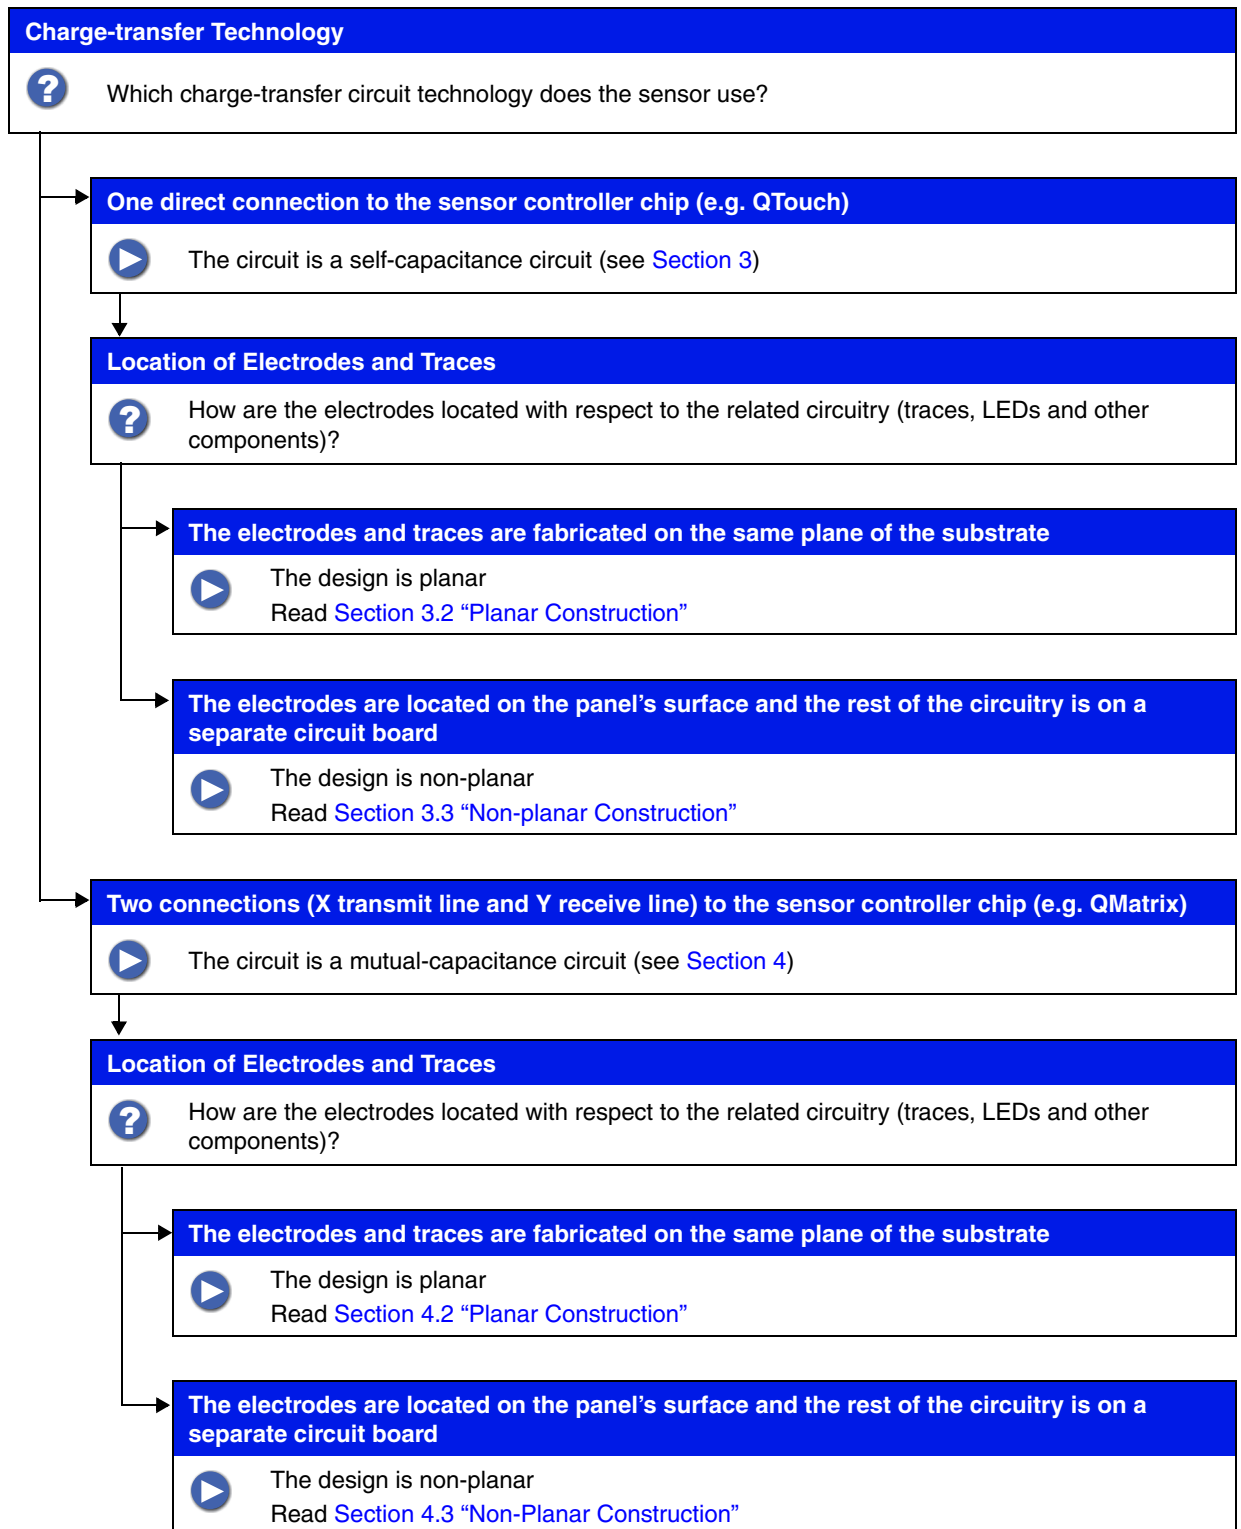 Charge-transfer Technology
?
Which charge-transfer circuit technology does the sensor use?
One direct connection to the sensor controller chip (e.g. QTouch)
The circuit is a self-capacitance circuit (see Section 3)
Location of Electrodes and Traces
?
How are the electrodes located with respect to the related circuitry (traces, LEDs and other
components)?
The electrodes and traces are fabricated on the same plane of the substrate
The design is planar
Read Section 3.2 “Planar Construction”
The electrodes are located on the panel’s surface and the rest of the circuitry is on a
separate circuit board
The design is non-planar
Read Section 3.3 “Non-planar Construction”
Two connections (X transmit line and Y receive line) to the sensor controller chip (e.g. QMatrix)
The circuit is a mutual-capacitance circuit (see Section 4)
Location of Electrodes and Traces
?
How are the electrodes located with respect to the related circuitry (traces, LEDs and other
components)?
The electrodes and traces are fabricated on the same plane of the substrate
The design is planar
Read Section 4.2 “Planar Construction”
The electrodes are located on the panel’s surface and the rest of the circuitry is on a
separate circuit board
The design is non-planar
Read Section 4.3 “Non-Planar Construction”